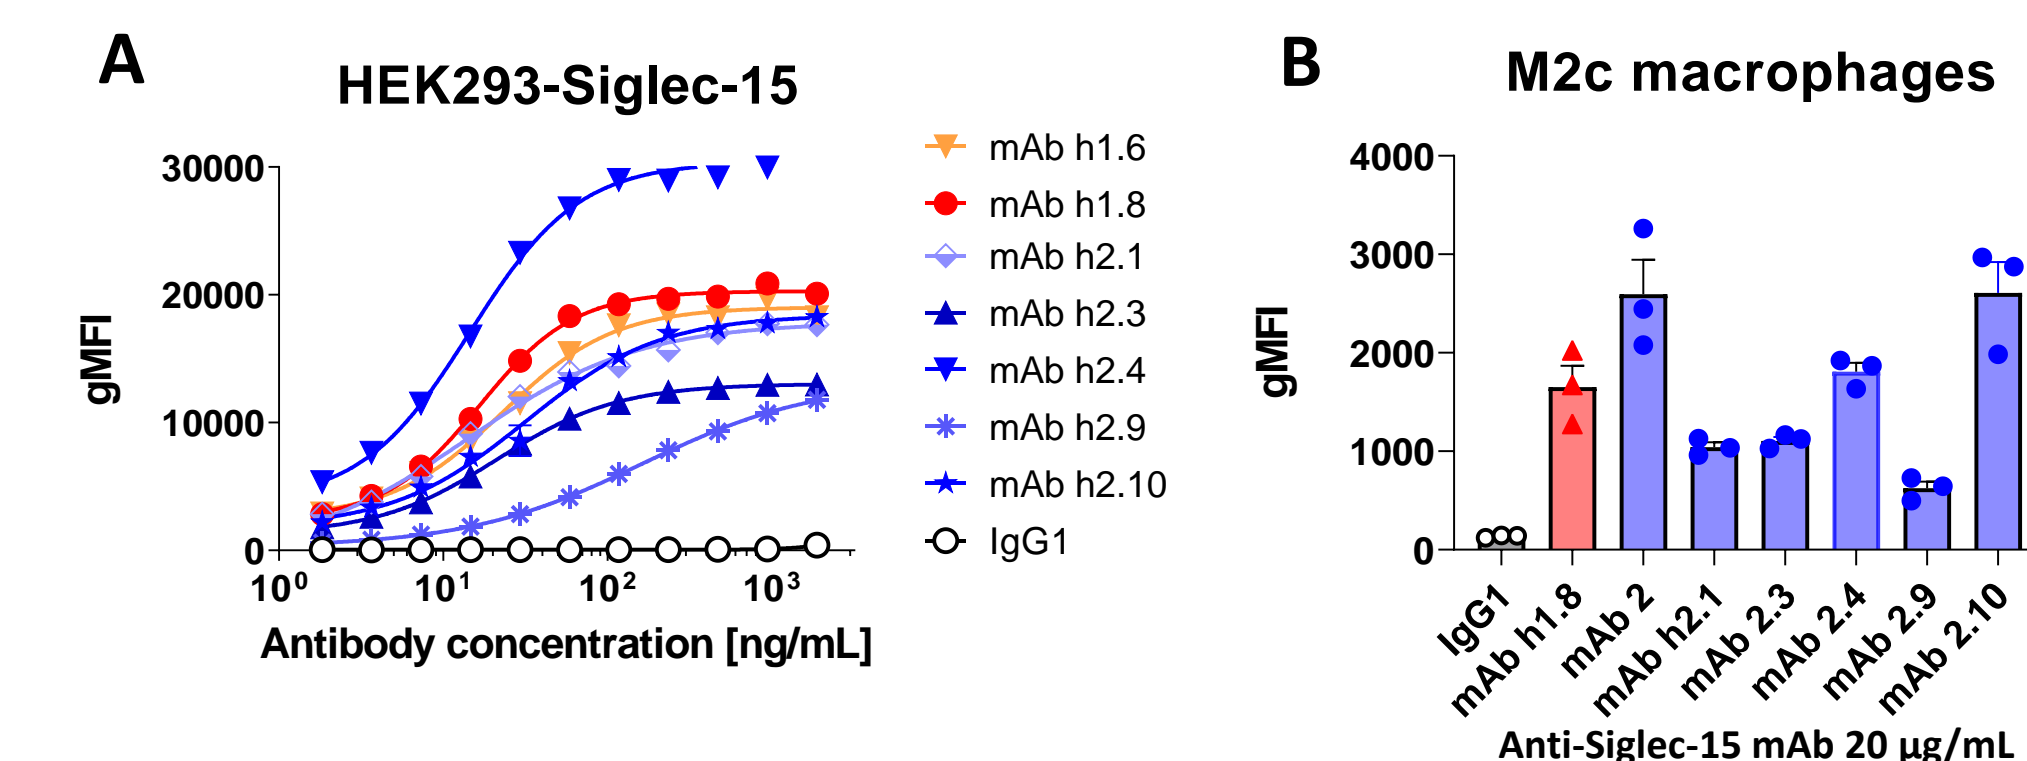 A
HEK293-Siglec-15
gMFI
30000
20000
10000
0
10⁰
10¹
10²
10³
Antibody concentration [ng/mL]
mAb h1.6
mAb h1.8
mAb h2.1
mAb h2.3
mAb h2.4
mAb h2.9
mAb h2.10
IgG1
B
M2c macrophages
gMFI
4000
3000
2000
1000
0
IgG1
mAb h1.8
mAb 2
mAb h2.1
mAb 2.3
mAb 2.4
mAb 2.9
mAb 2.10
Anti-Siglec-15 mAb 20 µg/mL